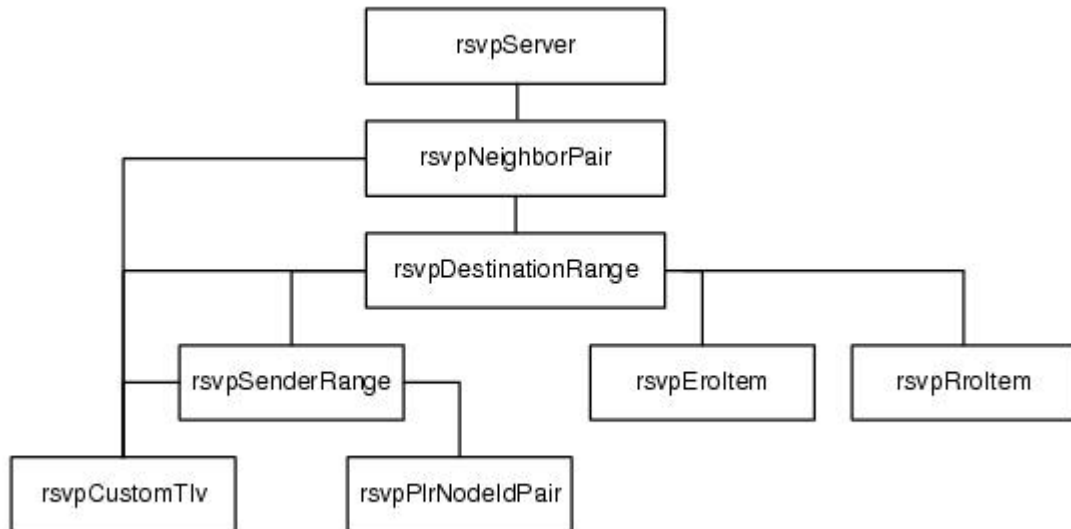 rsvpServer
rsvpNeighborPair
rsvpDestinationRange
rsvpSenderRange
rsvpEroItem
rsvpRroItem
rsvpCustomTlv
rsvpPlrNodeIdPair